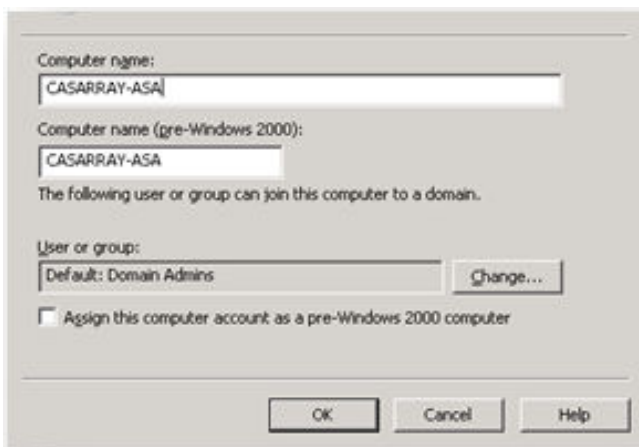 Computer name:
CASARRAY-ASA
Computer name (pre-Windows 2000):
CASARRAY-ASA
The following user or group can join this computer to a domain.
User or group:
Default: Domain Admins
Change...
Assign this computer account as a pre-Windows 2000 computer
OK Cancel Help